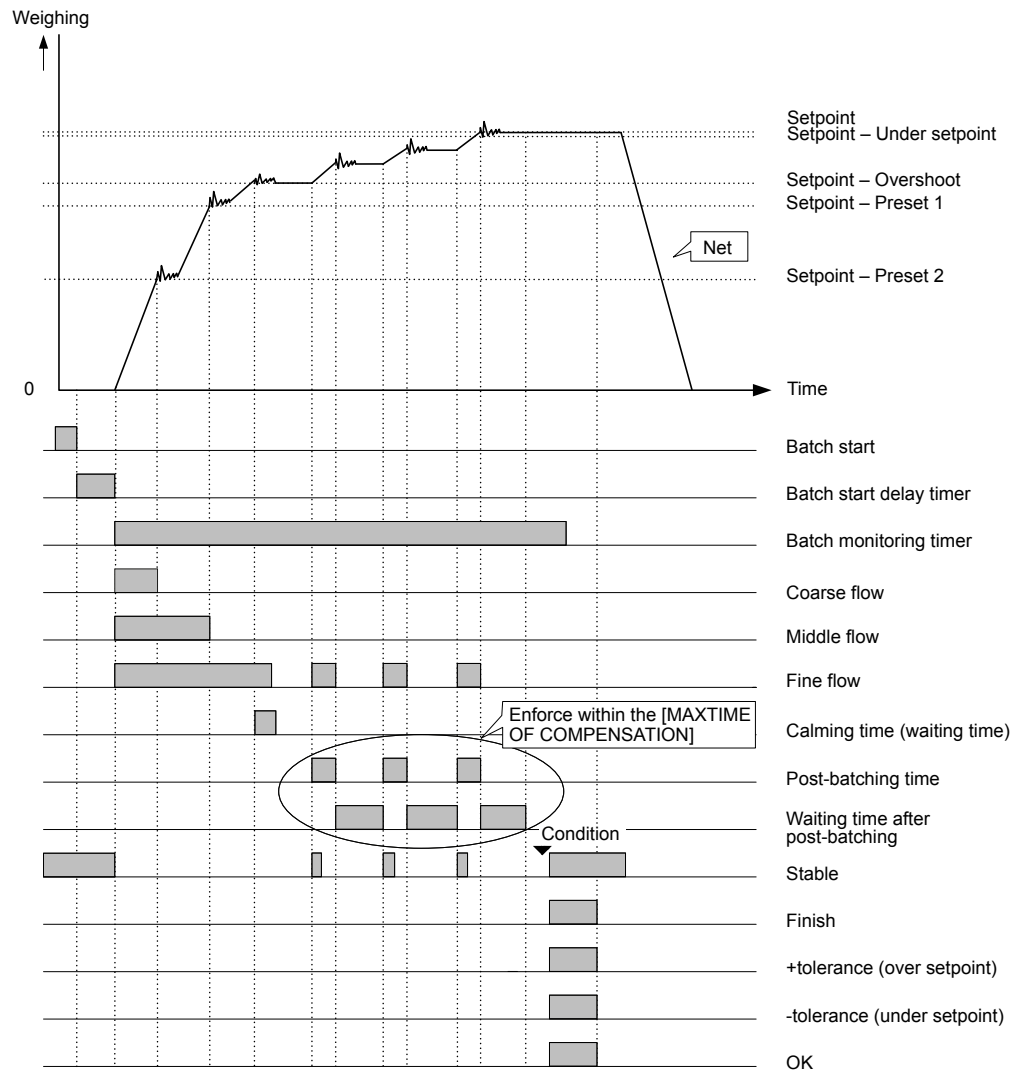 Weighing
Setpoint
Setpoint – Under setpoint
Setpoint – Overshoot
Setpoint – Preset 1
Net
Setpoint – Preset 2
0
Time
Batch start
Batch start delay timer
Batch monitoring timer
Coarse flow
Middle flow
Fine flow
Enforce within the [MAXTIME
OF COMPENSATION]
Calming time (waiting time)
Post-batching time
Waiting time after
post-batching
Condition
Stable
Finish
+tolerance (over setpoint)
-tolerance (under setpoint)
OK